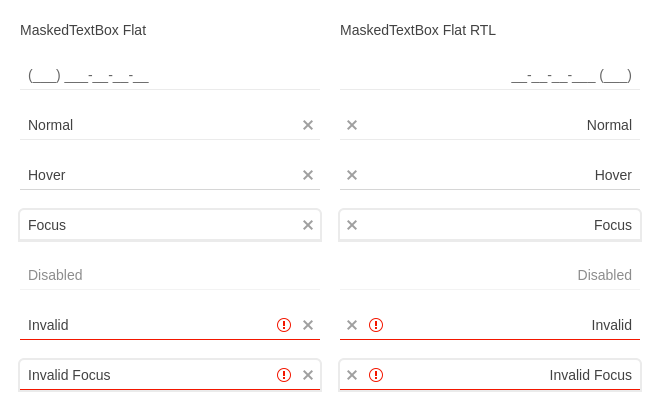 MaskedTextBox Flat
(___) ___-__-__-__
Normal
Hover
Focus
Disabled
Invalid
Invalid Focus
MaskedTextBox Flat RTL
__-__-__-___ (___)
Normal
Hover
Focus
Disabled
Invalid
Invalid Focus